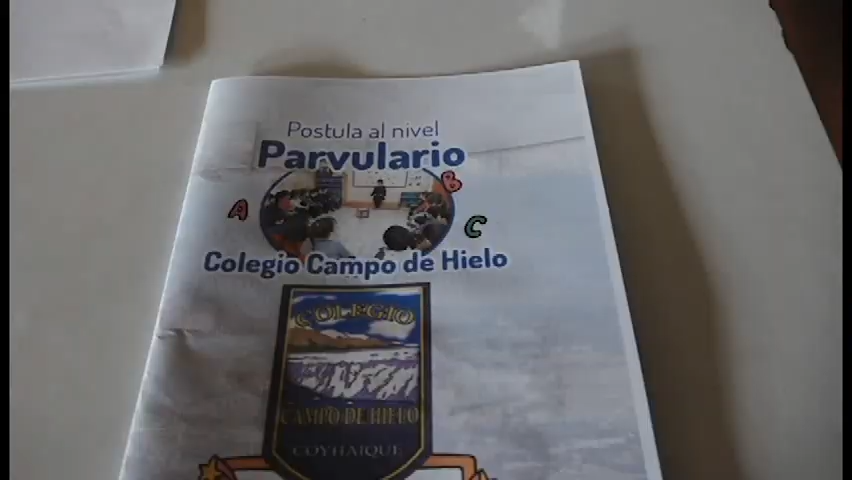 Postula al nivel
Parvulario
A
B
C
Colegio Campo de Hielo
COLEGIO
CAMPO DE HIELO
COYHAIQUE